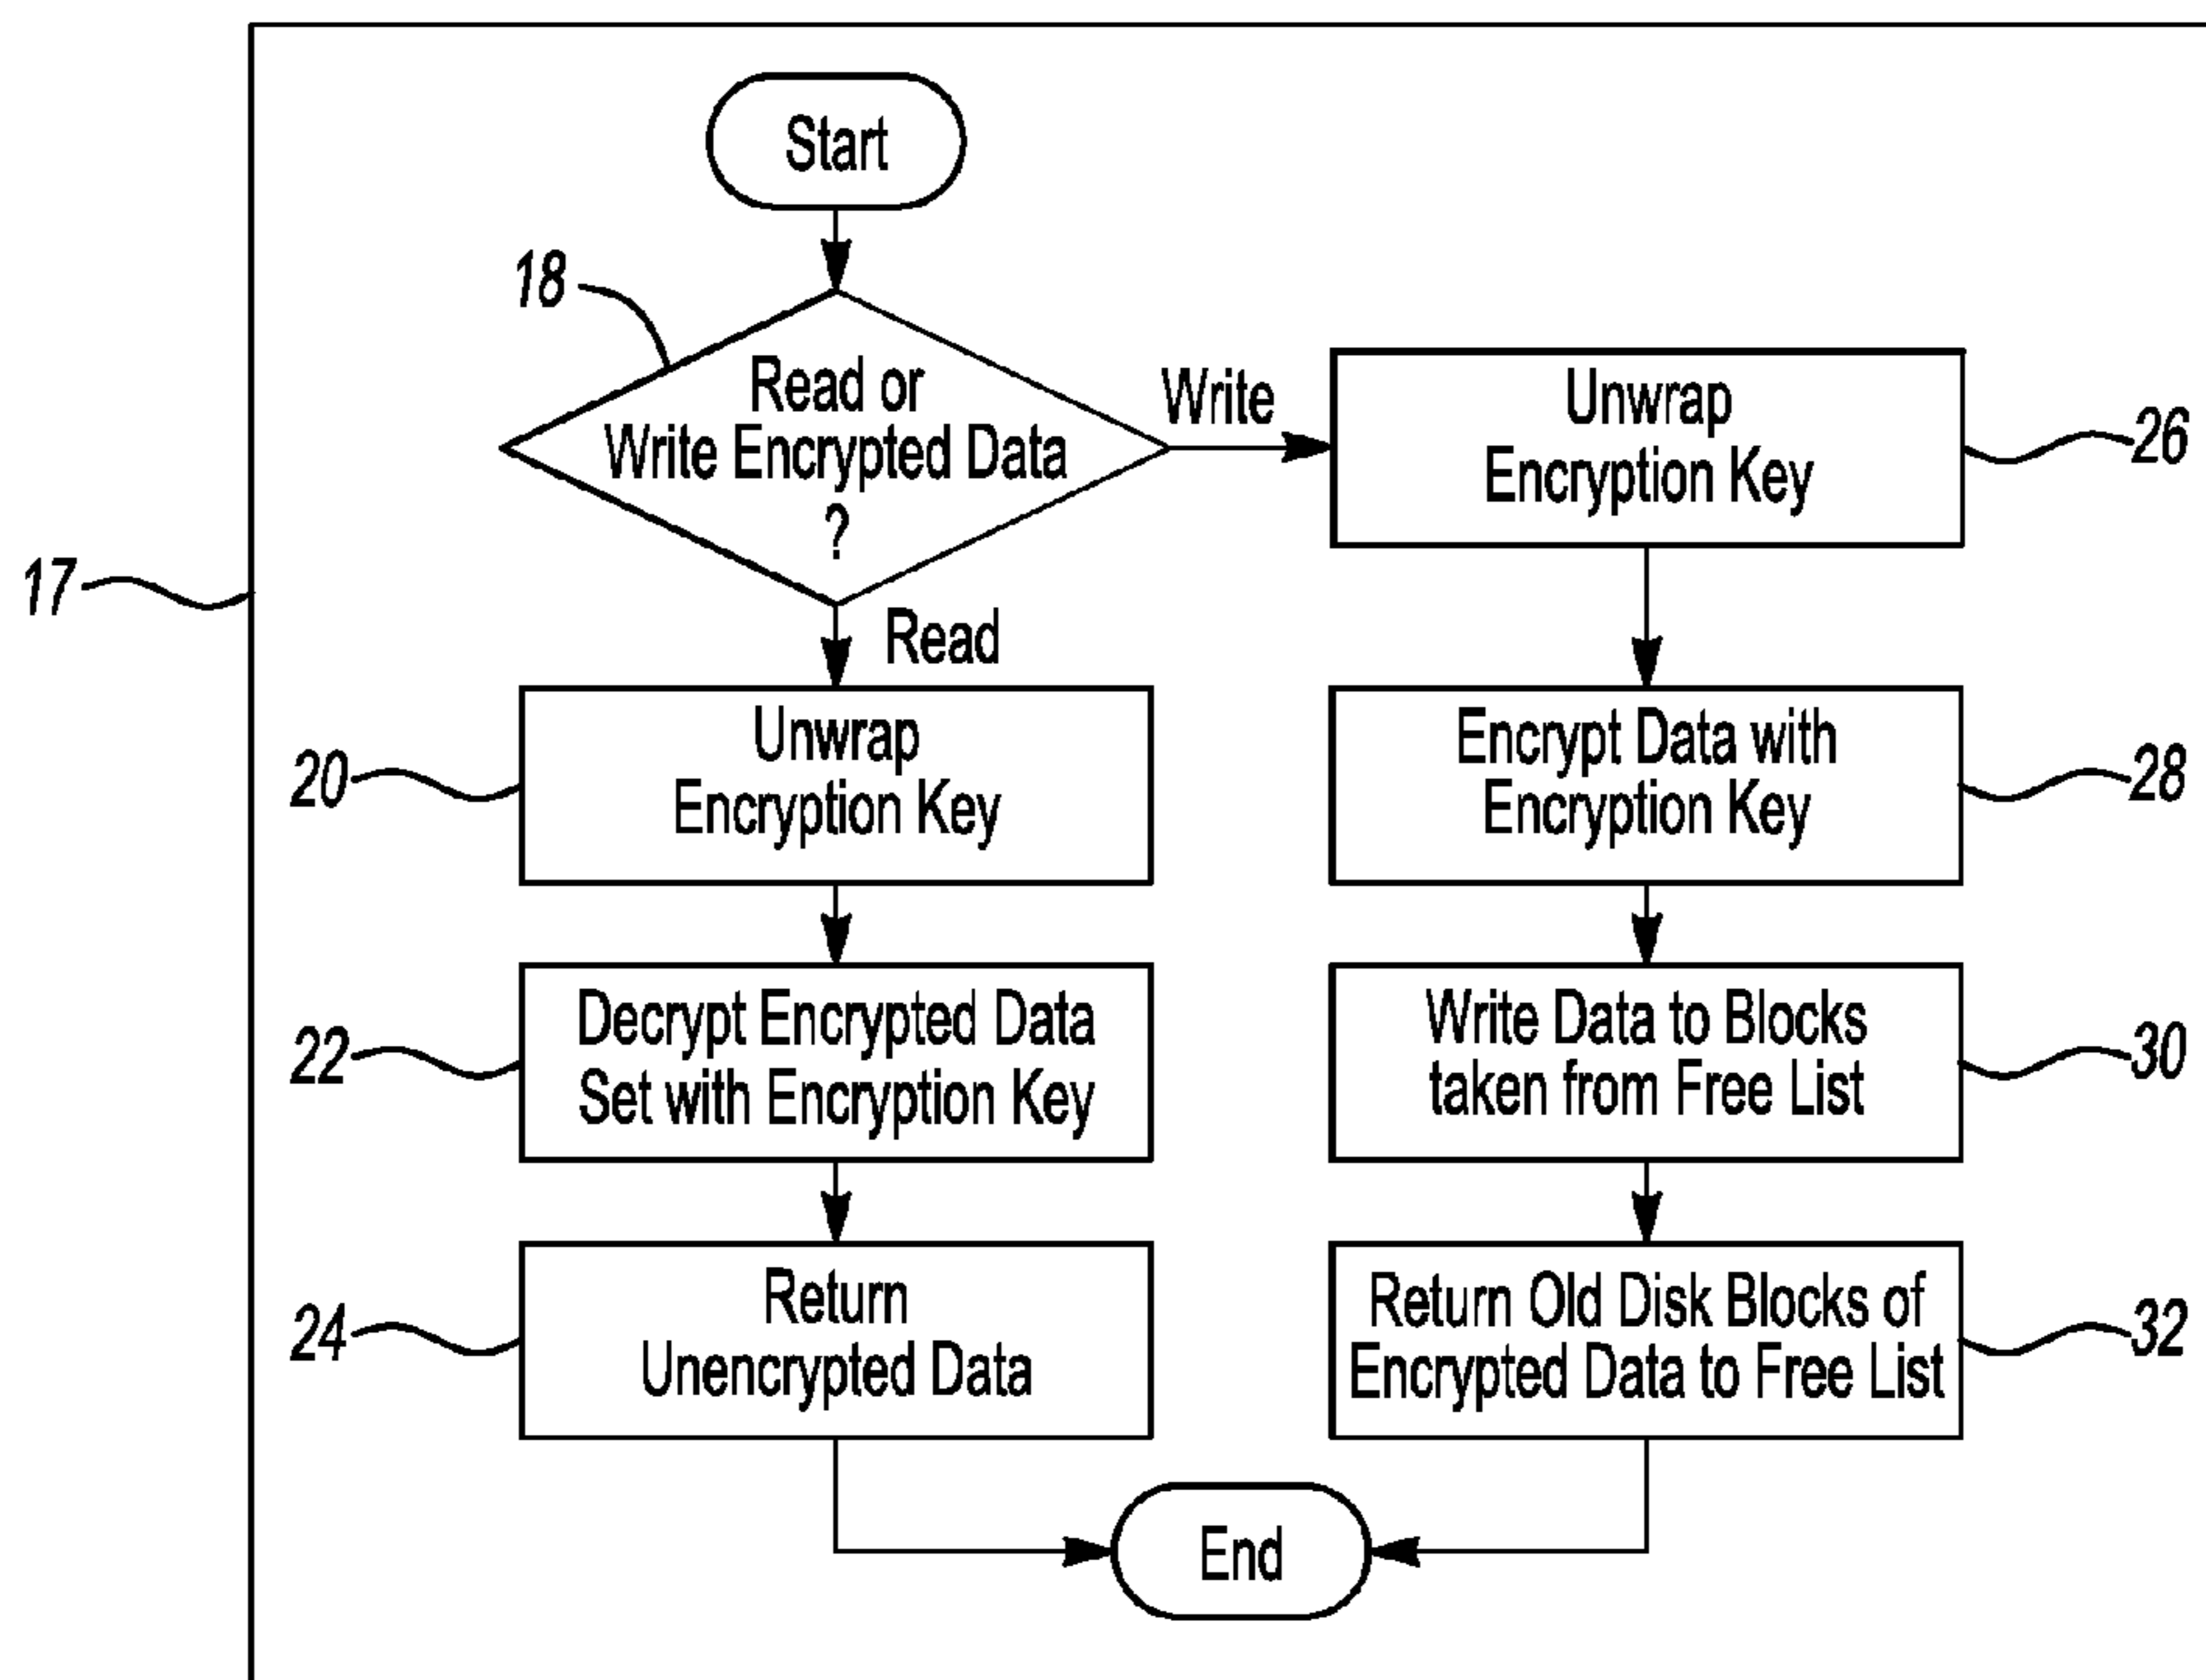 Start
18
Read or
Write Encrypted Data
?
Write
Unwrap
Encryption Key
26
17
Read
Unwrap
Encryption Key
20
Encrypt Data with
Encryption Key
28
Decrypt Encrypted Data
Set with Encryption Key
22
Write Data to Blocks
taken from Free List
30
Return
Unencrypted Data
24
Return Old Disk Blocks of
Encrypted Data to Free List
32
End